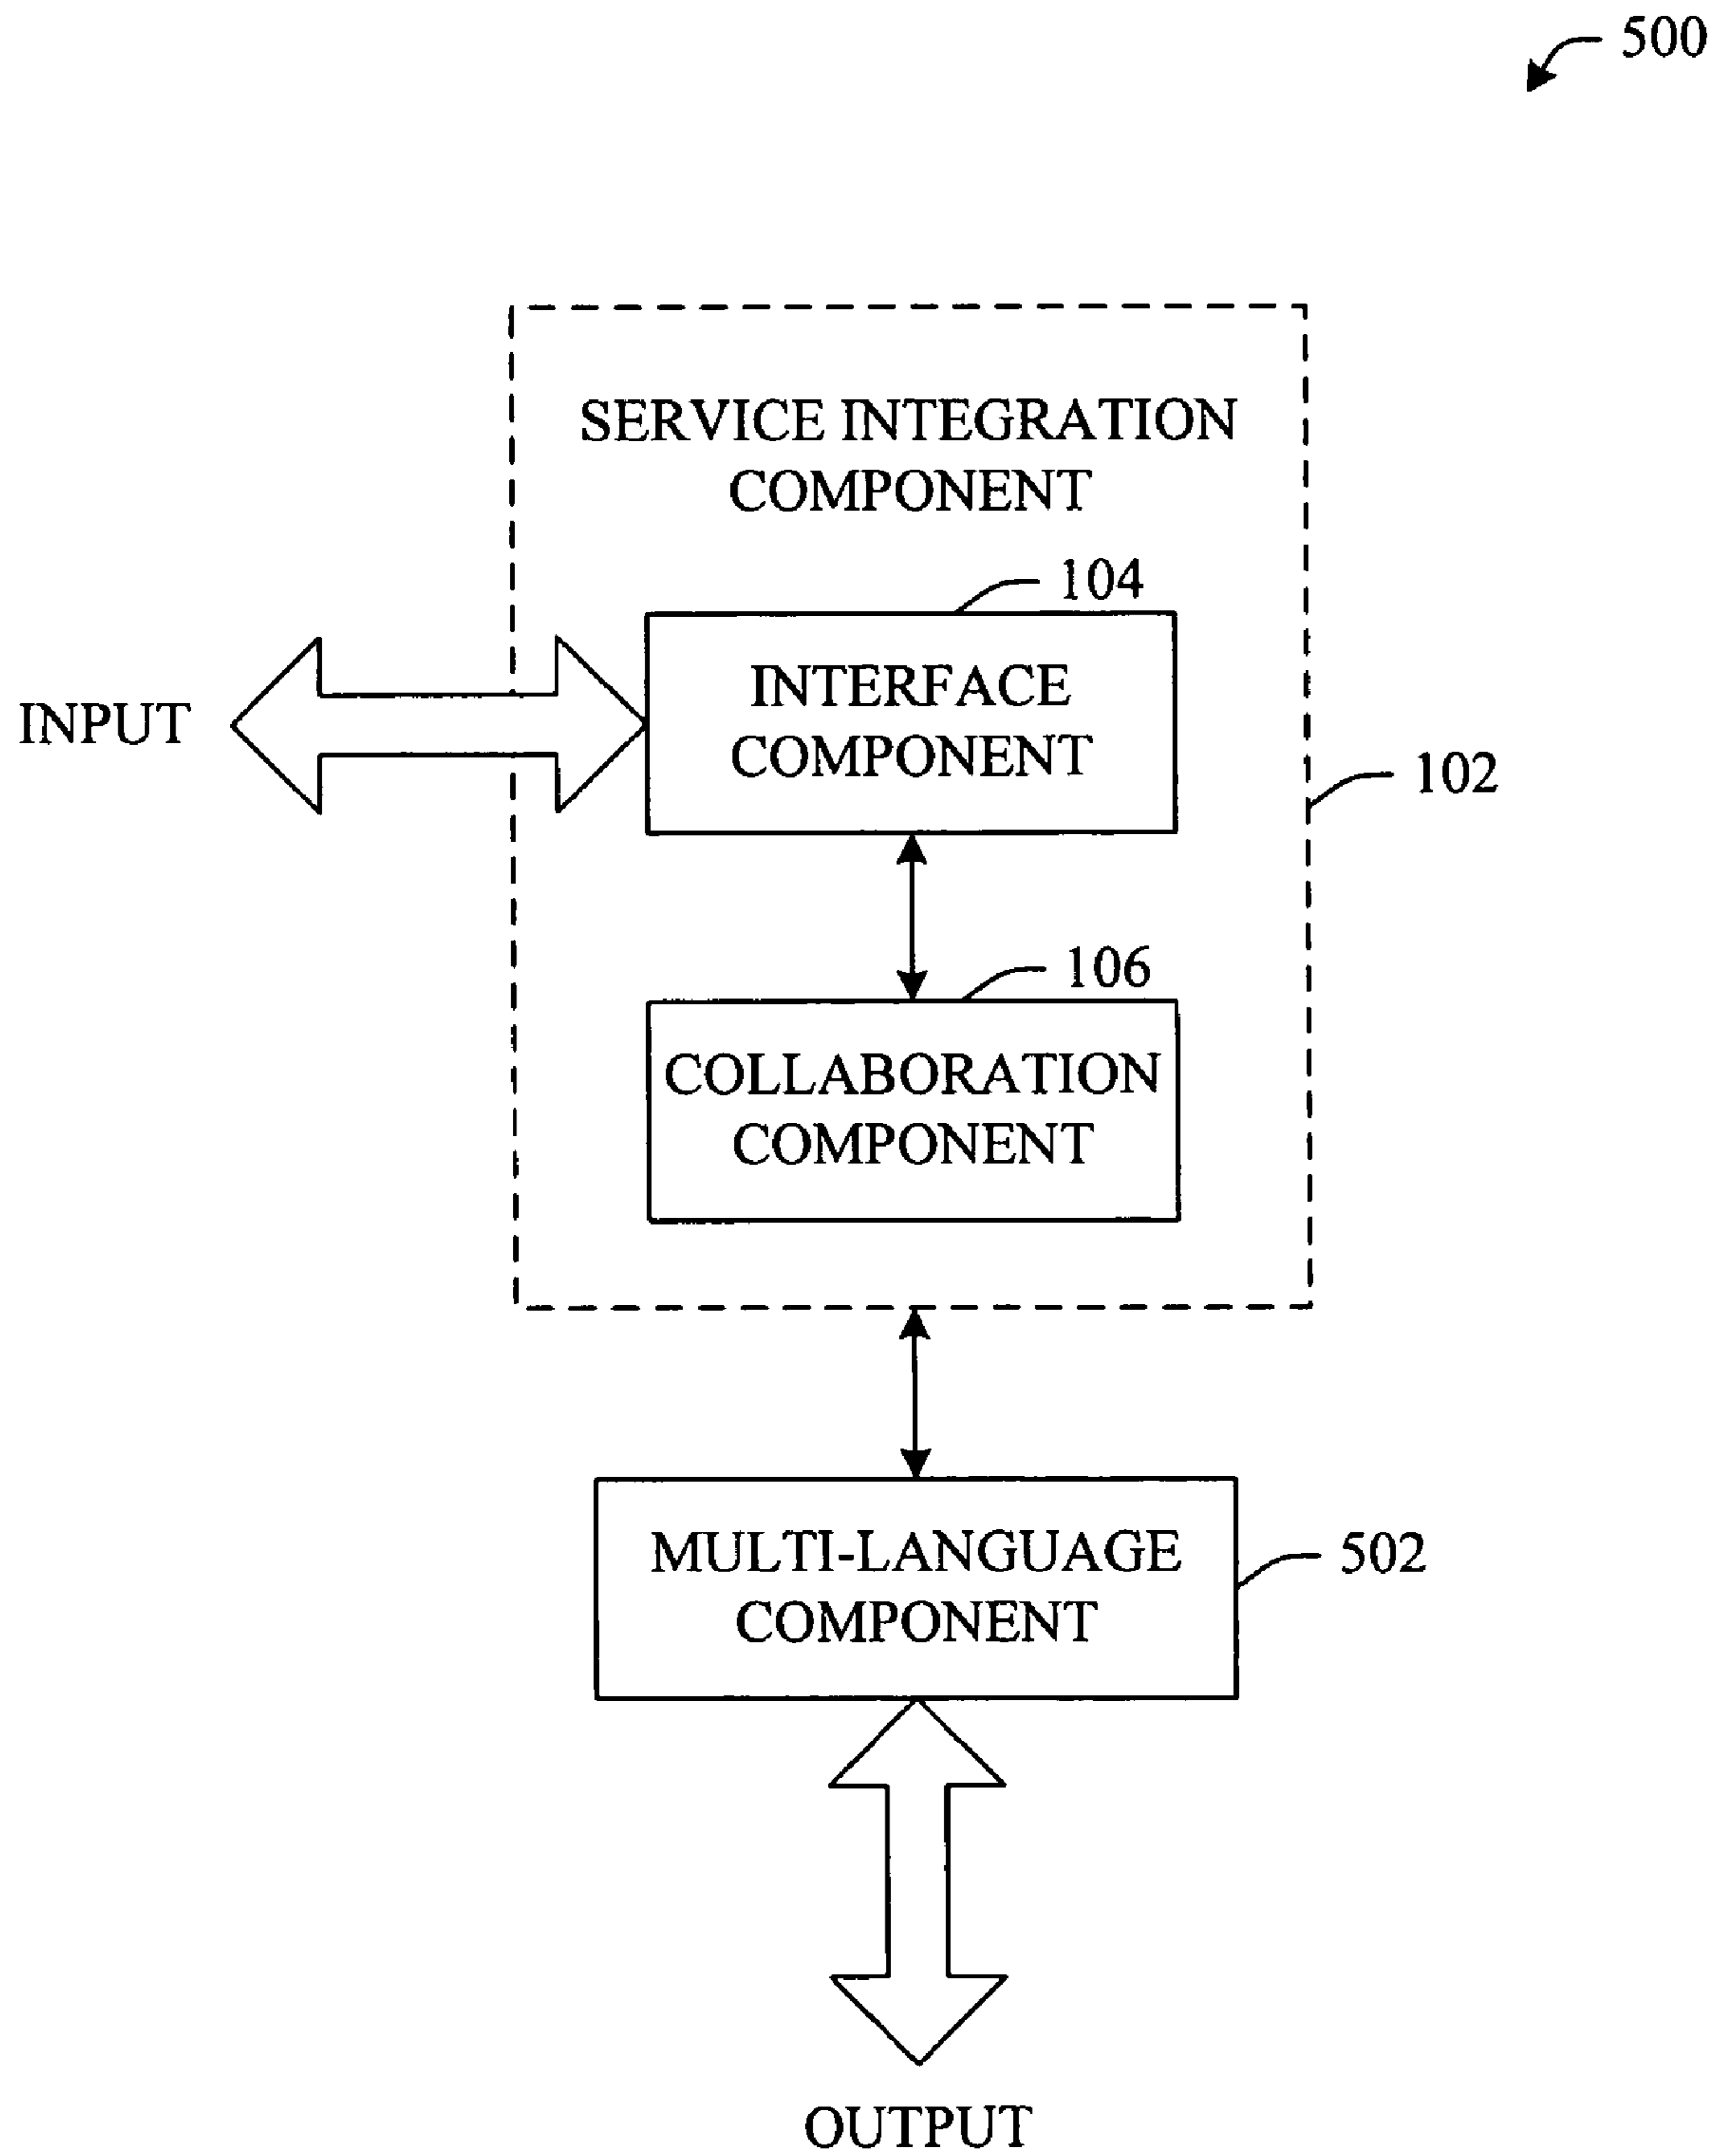 500
SERVICE INTEGRATION
COMPONENT
104
INTERFACE
COMPONENT
INPUT
102
106
COLLABORATION
COMPONENT
MULTI-LANGUAGE
COMPONENT
502
OUTPUT